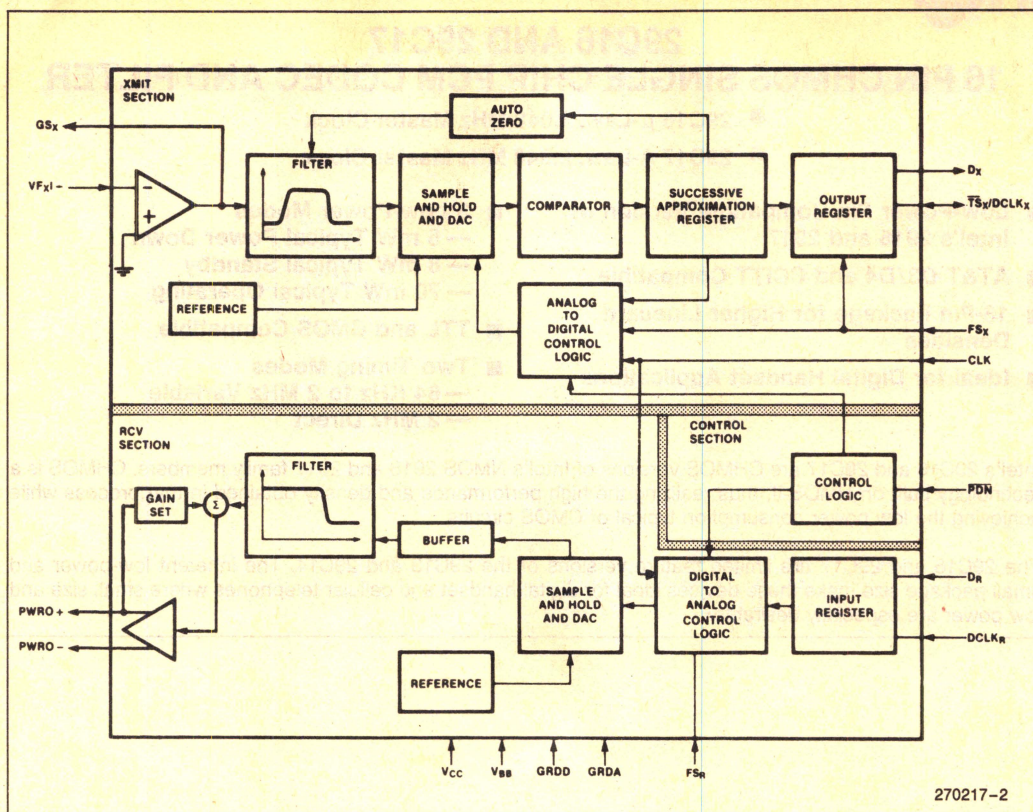 XMIT
SECTION
GSX
VFXI-
AUTO
ZERO
FILTER
SAMPLE
AND HOLD
AND DAC
COMPARATOR
SUCCESSIVE
APPROXIMATION
REGISTER
OUTPUT
REGISTER
DX
TSX/DCLKX
REFERENCE
ANALOG
TO
DIGITAL
CONTROL
LOGIC
FSX
CLK
RCV
SECTION
CONTROL
SECTION
FILTER
GAIN
SET
Σ
BUFFER
CONTROL
LOGIC
PDN
PWRO +
PWRO -
SAMPLE
AND HOLD
AND DAC
DIGITAL
TO
ANALOG
CONTROL
LOGIC
INPUT
REGISTER
DR
DCLKR
REFERENCE
VCC
VBB
GRDD
GRDA
FSR
270217-2